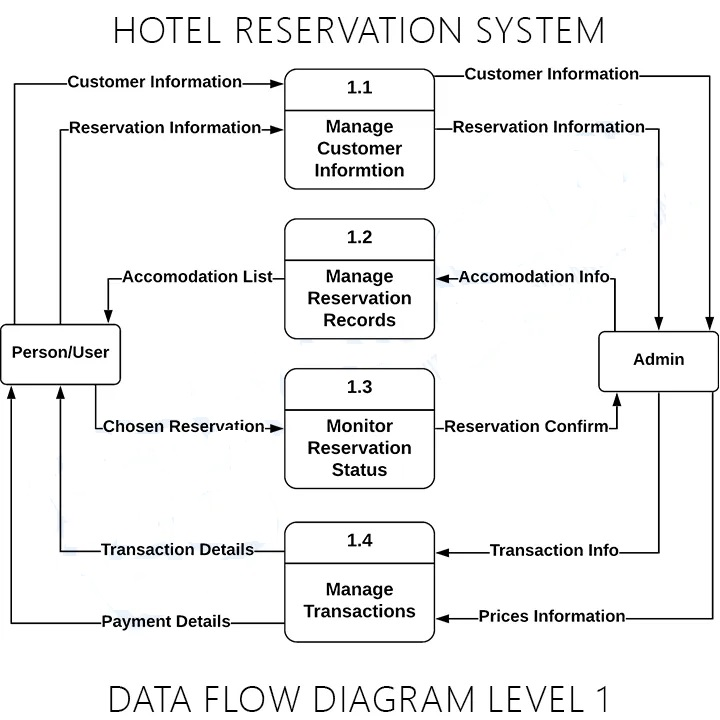 HOTEL RESERVATION SYSTEM
Customer Information
1.1
Customer Information
Reservation Information
Manage
Customer
Informtion
Reservation Information
1.2
Accomodation List
Manage
Reservation
Records
Accomodation Info
Person/User
Admin
1.3
Chosen Reservation
Monitor
Reservation
Status
Reservation Confirm
1.4
Transaction Details
Transaction Info
Manage
Transactions
Payment Details
Prices Information
DATA FLOW DIAGRAM LEVEL 1